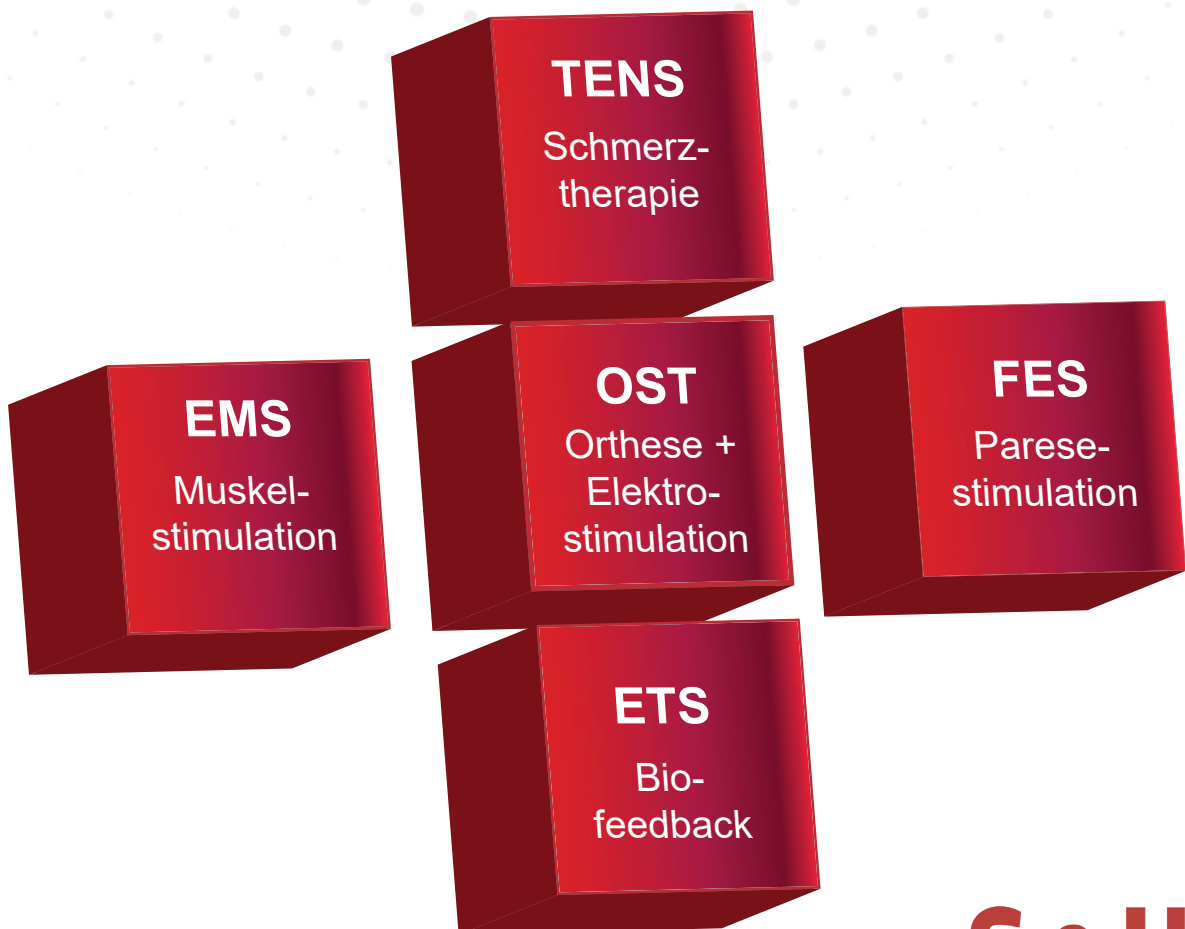 TENS
Schmerz-
therapie
EMS
Muskel-
stimulation
OST
Orthese +
Elektro-
stimulation
FES
Parese-
stimulation
ETS
Bio-
feedback